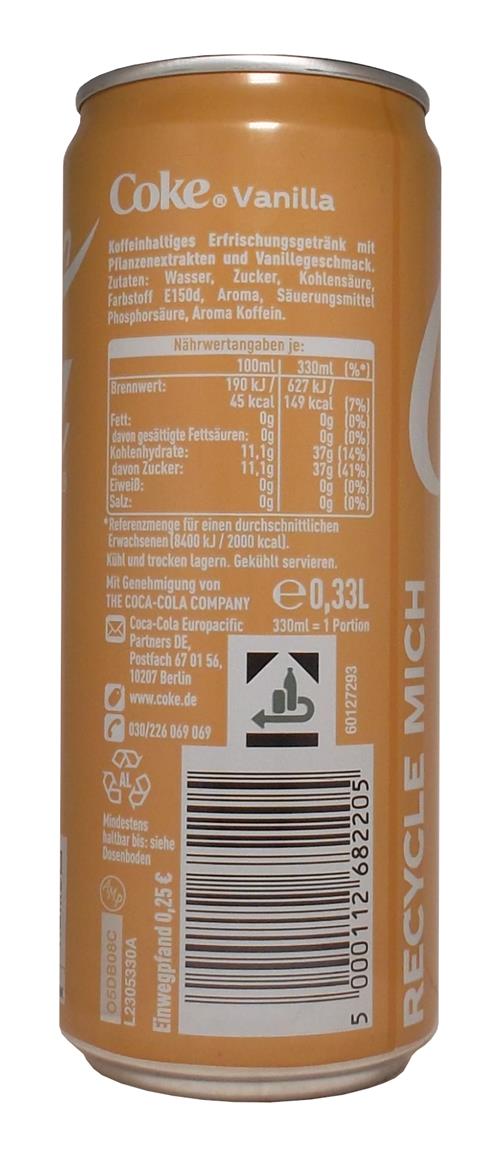 Coke® Vanilla
Koffeinhaltiges Erfrischungsgetränk mit
Pflanzenextrakten und Vanillegeschmack.
Zutaten: Wasser, Zucker, Kohlensäure,
Farbstoff E150d, Aroma, Säuerungsmittel
Phosphorsäure, Aroma Koffein.
Nährwertangaben je:
100ml 330ml (%*)
Brennwert: 190 kJ / 627 kJ /
45 kcal 149 kcal (7%)
Fett: 0g 0g (0%)
davon gesättigte Fettsäuren: 0g 0g (0%)
Kohlenhydrate: 11,1g 37g (14%)
davon Zucker: 11,1g 37g (41%)
Eiweiß: 0g 0g (0%)
Salz: 0g 0g (0%)
*Referenzmenge für einen durchschnittlichen
Erwachsenen (8400 kJ / 2000 kcal).
Kühl und trocken lagern. Gekühlt servieren.
Mit Genehmigung von
THE COCA-COLA COMPANY
℮0,33L
330ml = 1 Portion
Coca-Cola Europacific
Partners DE,
Postfach 67 01 56,
10207 Berlin
www.coke.de
030/226 069 069
60127293
AL
Mindestens
haltbar bis: siehe
Dosenboden
AMP
05DB08C
L2305330A
Einwegpfand 0,25 €
5 000112 682205
RECYCLE MICH